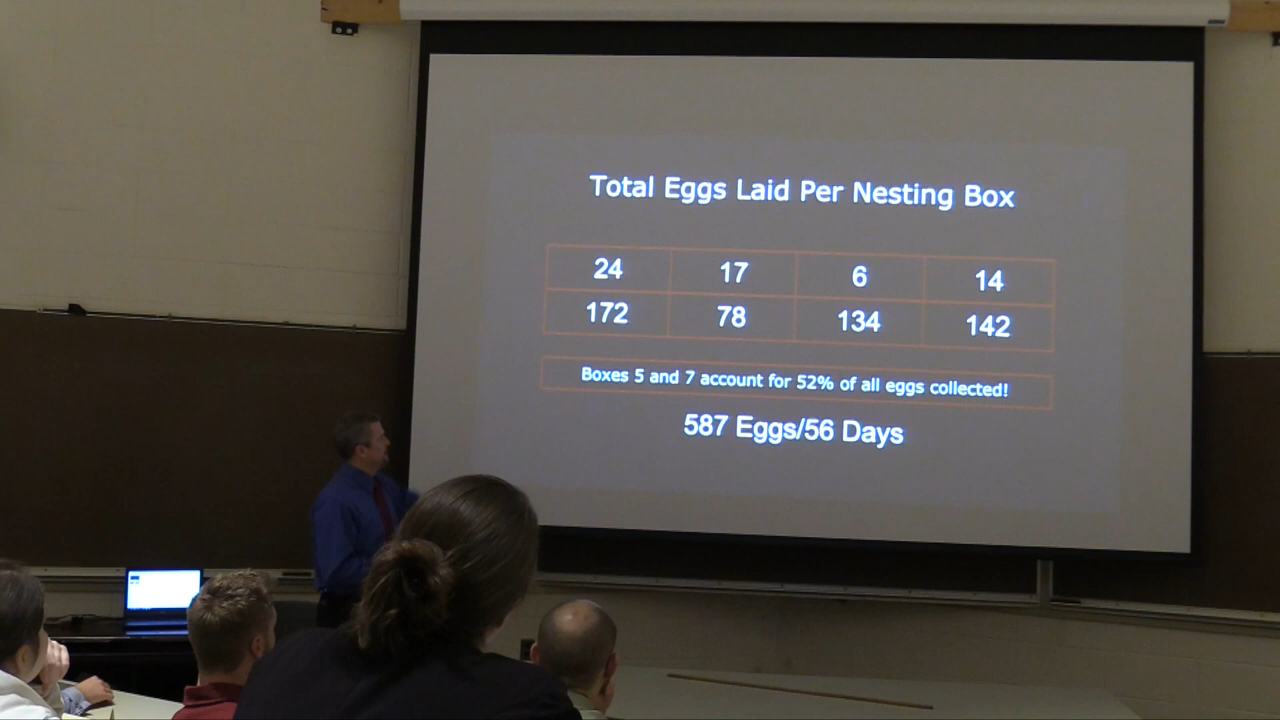 Total Eggs Laid Per Nesting Box
24 17 6 14
172 78 134 142
Boxes 5 and 7 account for 52% of all eggs collected!
587 Eggs/56 Days